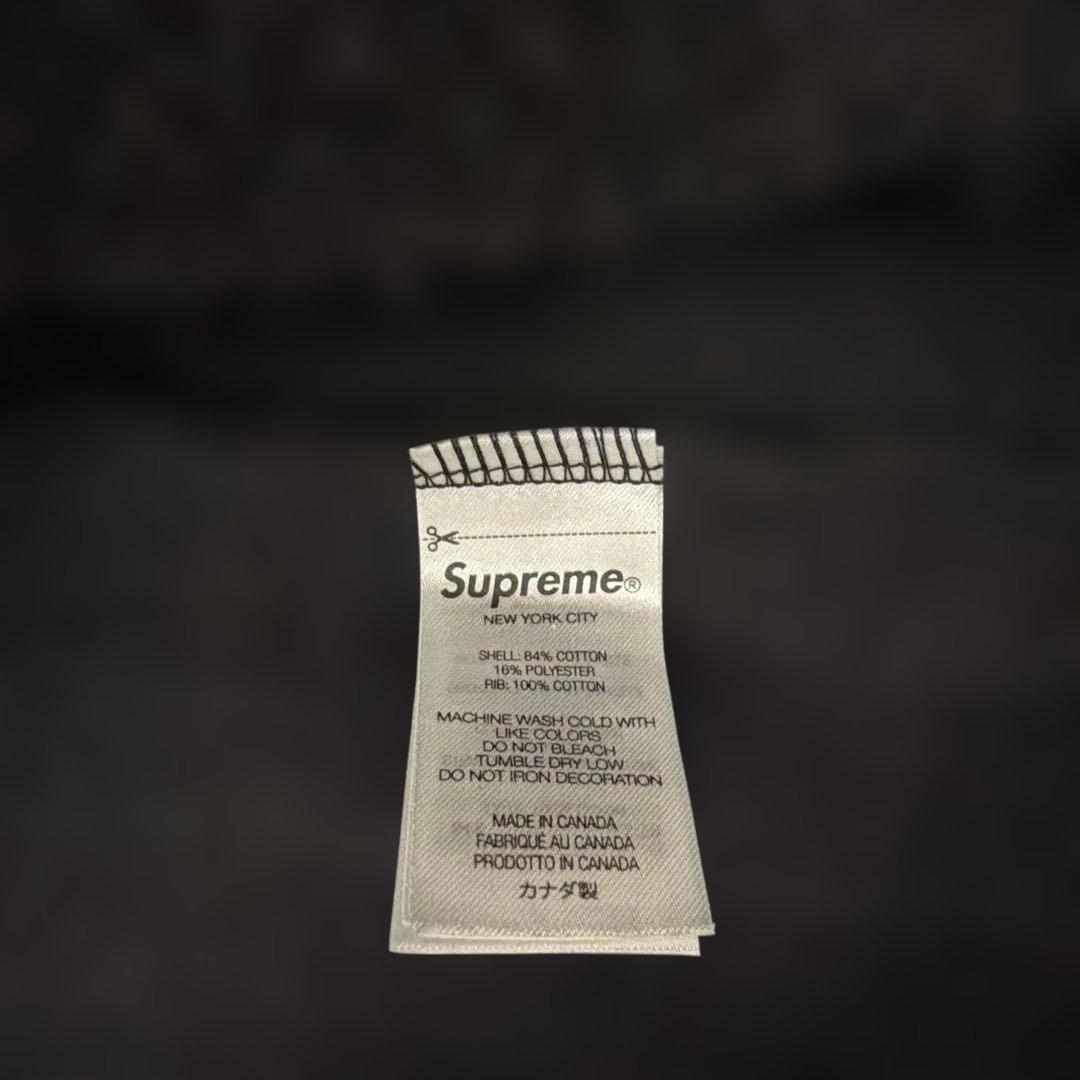 Supreme®
NEW YORK CITY
SHELL: 84% COTTON
16% POLYESTER
RIB: 100% COTTON
MACHINE WASH COLD WITH
LIKE COLORS
DO NOT BLEACH
TUMBLE DRY LOW
DO NOT IRON DECORATION
MADE IN CANADA
FABRIQUÉ AU CANADA
PRODOTTO IN CANADA
カナダ製